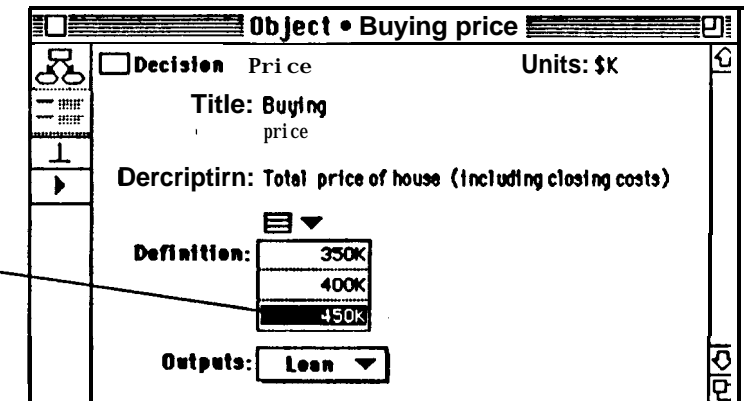 Object • Buying price
Decision Price Units: $K
Title: Buying
price
Dercriptirn: Total price of house (including closing costs)
Definition: 350K
400K
450K
Outputs: Loan